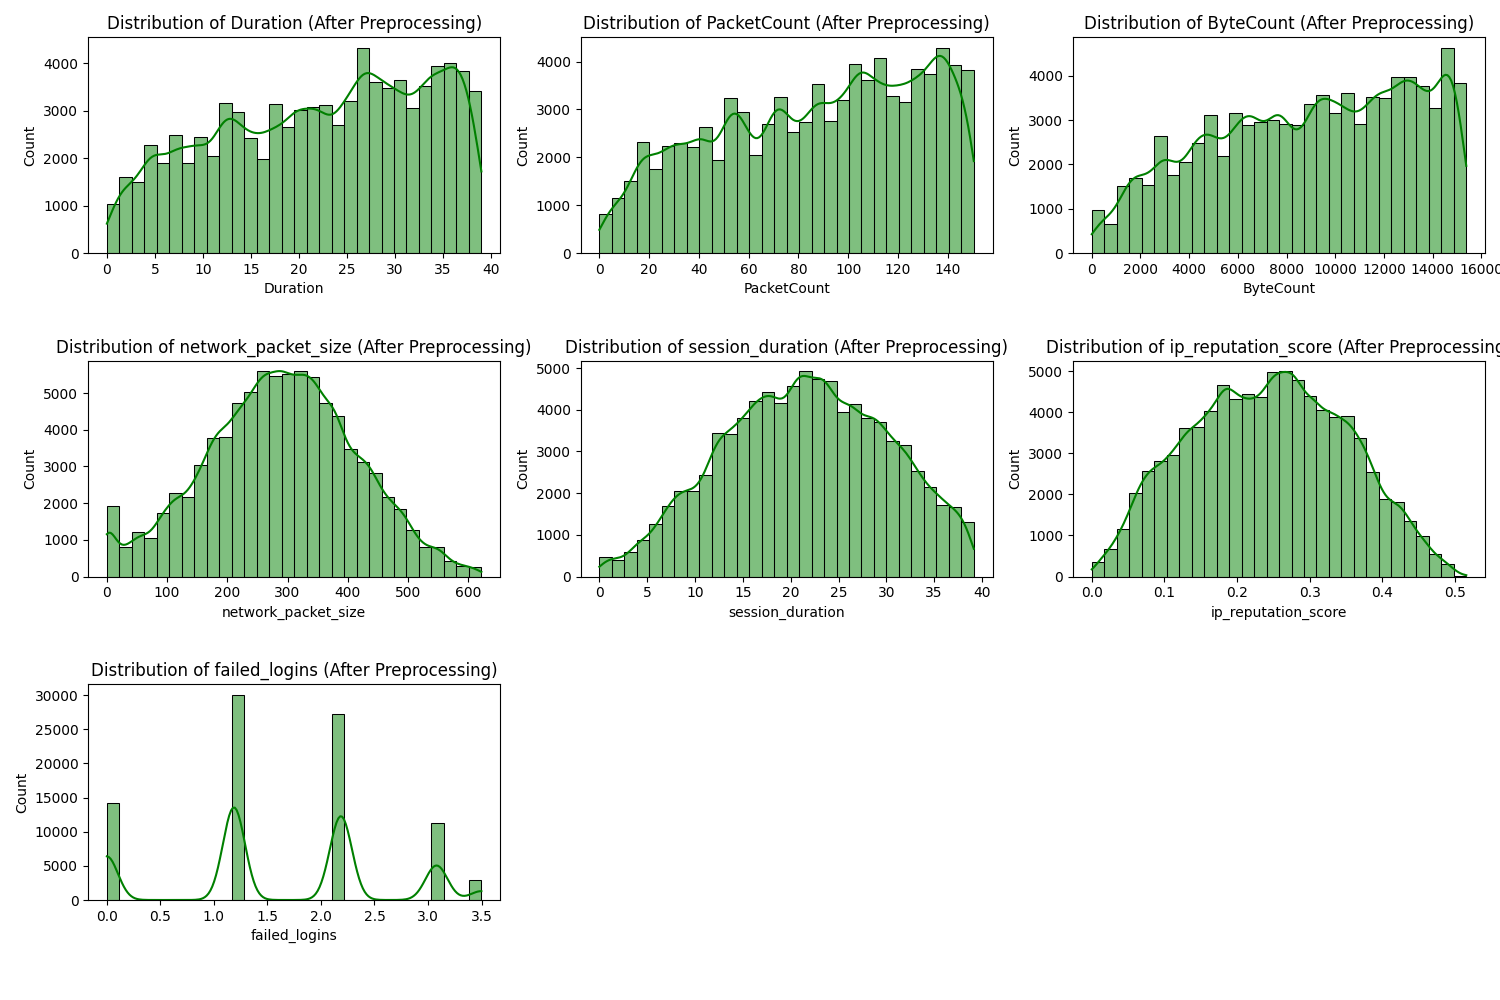 Distribution of Duration (After Preprocessing)
4000
3000
2000
1000
0
Count
0 5 10 15 20 25 30 35 40
Duration
Distribution of PacketCount (After Preprocessing)
4000
3000
2000
1000
0
Count
0 20 40 60 80 100 120 140
PacketCount
Distribution of ByteCount (After Preprocessing)
4000
3000
2000
1000
0
Count
0 2000 4000 6000 8000 10000 12000 14000 16000
ByteCount
Distribution of network_packet_size (After Preprocessing)
5000
4000
3000
2000
1000
0
Count
0 100 200 300 400 500 600
network_packet_size
Distribution of session_duration (After Preprocessing)
5000
4000
3000
2000
1000
0
Count
0 5 10 15 20 25 30 35 40
session_duration
Distribution of ip_reputation_score (After Preprocessing
5000
4000
3000
2000
1000
0
Count
0.0 0.1 0.2 0.3 0.4 0.5
ip_reputation_score
Distribution of failed_logins (After Preprocessing)
30000
25000
20000
15000
10000
5000
0
Count
0.0 0.5 1.0 1.5 2.0 2.5 3.0 3.5
failed_logins